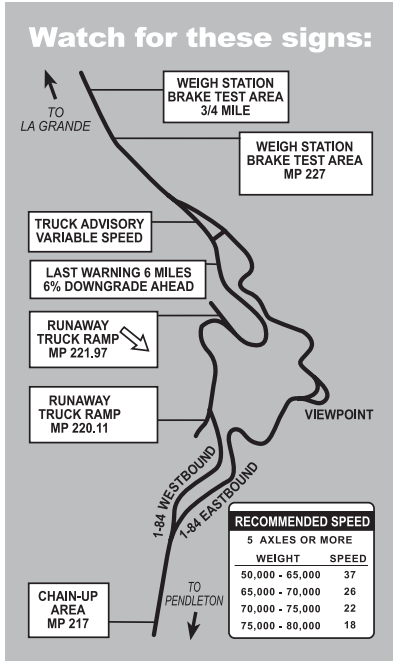 Watch for these signs:
TO
LA GRANDE
WEIGH STATION
BRAKE TEST AREA
3/4 MILE
WEIGH STATION
BRAKE TEST AREA
MP 227
TRUCK ADVISORY
VARIABLE SPEED
LAST WARNING 6 MILES
6% DOWNGRADE AHEAD
RUNAWAY
TRUCK RAMP
MP 221.97
RUNAWAY
TRUCK RAMP
MP 220.11
VIEWPOINT
1-84 WESTBOUND
1-84 EASTBOUND
CHAIN-UP
AREA
MP 217
TO
PENDLETON
RECOMMENDED SPEED
5 AXLES OR MORE
WEIGHT SPEED
50,000 - 65,000 37
65,000 - 70,000 26
70,000 - 75,000 22
75,000 - 80,000 18